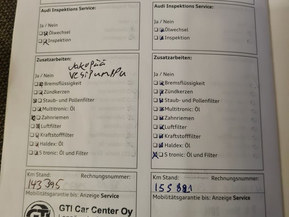 Audi Inspektions Service:
Ja / Nein
Ölwechsel
Inspektion
Zusatzarbeiten:
Jakopää
vesipumppu
Ja / Nein
Bremsflüssigkeit
Zündkerzen
Staub- und Pollenfilter
Multitronic: Öl
Zahnriemen
Luftfilter
Kraftstofffilter
Haldex: Öl
S tronic: Öl und Filter
Km Stand: Rechnungsnummer:
143 395
Mobilitätsgarantie bis: Anzeige Service
GTI
GTI Car Center Oy
Audi Inspektions Service:
Ja / Nein
Ölwechsel
Inspektion
Zusatzarbeiten:
Ja / Nein
Bremsflüssigkeit
Zündkerzen
Staub- und Pollenfilter
Multitronic: Öl
Zahnriemen
Luftfilter
Kraftstofffilter
Haldex: Öl
S tronic: Öl und Filter
Km Stand: Rechnungsnummer:
155 881
Mobilitätsgarantie bis: Anzeige Service